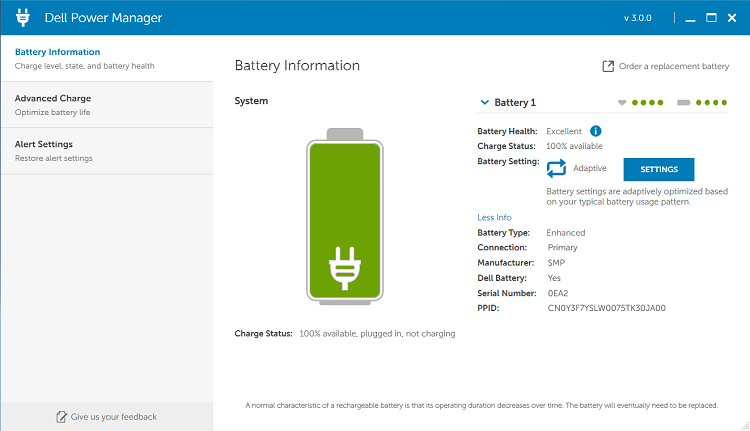 Dell Power Manager
v 3.0.0
Battery Information
Charge level, state, and battery health
Advanced Charge
Optimize battery life
Alert Settings
Restore alert settings
Give us your feedback
Battery Information
Order a replacement battery
System
Charge Status: 100% available, plugged in, not charging
Battery 1
Battery Health: Excellent
Charge Status: 100% available
Battery Setting: Adaptive SETTINGS
Battery settings are adaptively optimized based
on your typical battery usage pattern.
Less Info
Battery Type: Enhanced
Connection: Primary
Manufacturer: SMP
Dell Battery: Yes
Serial Number: 0EA2
PPID: CN0Y3F7YSLW0075TK30JA00
A normal characteristic of a rechargeable battery is that its operating duration decreases over time. The battery will eventually need to be replaced.